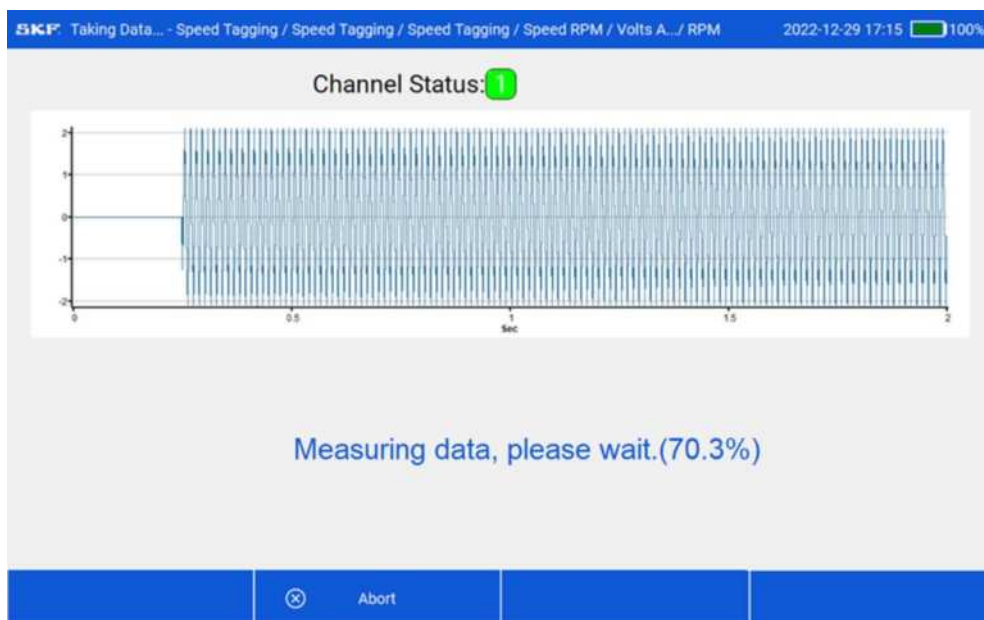 SKF Taking Data... - Speed Tagging / Speed Tagging / Speed Tagging / Speed RPM / Volts A.../ RPM 2022-12-29 17:15 100%
Channel Status: 1
2
1
0
-1
-2
0 0.5 1 1.5 2
Sec
Measuring data, please wait.(70.3%)
Abort